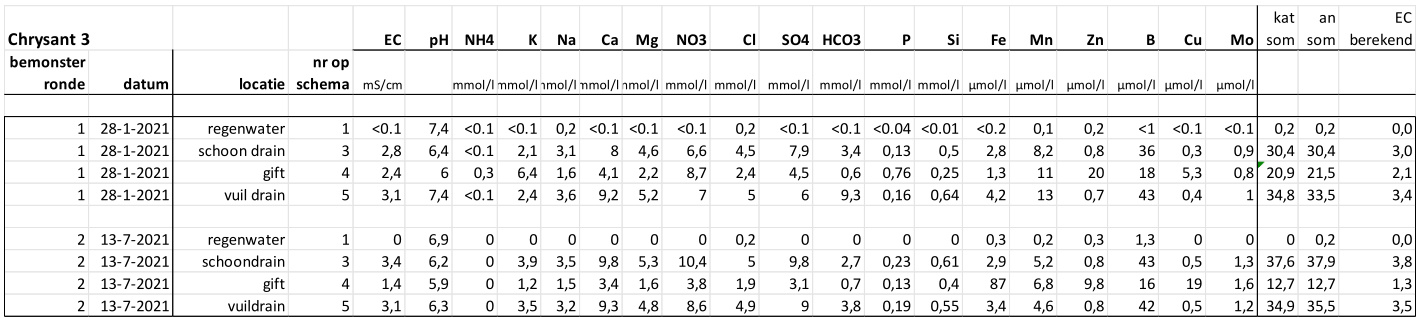 kat an EC
Chrysant 3 EC pH NH4 K Na Ca Mg NO3 Cl SO4 HCO3 P Si Fe Mn Zn B Cu Mo som som berekend
bemonster nr op
ronde datum locatie schema mS/cm mmol/l mmol/l mmol/l mmol/l mmol/l mmol/l mmol/l mmol/l mmol/l mmol/l mmol/l µmol/l µmol/l µmol/l µmol/l µmol/l µmol/l
1 28-1-2021 regenwater 1 <0.1 7,4 <0.1 <0.1 0,2 <0.1 <0.1 <0.1 0,2 <0.1 <0.1 <0.04 <0.01 <0.2 0,1 0,2 <1 <0.1 <0.1 0,2 0,2 0,0
1 28-1-2021 schoon drain 3 2,8 6,4 <0.1 2,1 3,1 8 4,6 6,6 4,5 7,9 3,4 0,13 0,5 2,8 8,2 0,8 36 0,3 0,9 30,4 30,4 3,0
1 28-1-2021 gift 4 2,4 6 0,3 6,4 1,6 4,1 2,2 8,7 2,4 4,5 0,6 0,76 0,25 1,3 11 20 18 5,3 0,8 20,9 21,5 2,1
1 28-1-2021 vuil drain 5 3,1 7,4 <0.1 2,4 3,6 9,2 5,2 7 5 6 9,3 0,16 0,64 4,2 13 0,7 43 0,4 1 34,8 33,5 3,4
2 13-7-2021 regenwater 1 0 6,9 0 0 0 0 0 0 0,2 0 0 0 0 0,3 0,2 0,3 1,3 0 0 0 0,2 0,0
2 13-7-2021 schoondrain 3 3,4 6,2 0 3,9 3,5 9,8 5,3 10,4 5 9,8 2,7 0,23 0,61 2,9 5,2 0,8 43 0,5 1,3 37,6 37,9 3,8
2 13-7-2021 gift 4 1,4 5,9 0 1,2 1,5 3,4 1,6 3,8 1,9 3,1 0,7 0,13 0,4 87 6,8 9,8 16 19 1,6 12,7 12,7 1,3
2 13-7-2021 vuildrain 5 3,1 6,3 0 3,5 3,2 9,3 4,8 8,6 4,9 9 3,8 0,19 0,55 3,4 4,6 0,8 42 0,5 1,2 34,9 35,5 3,5